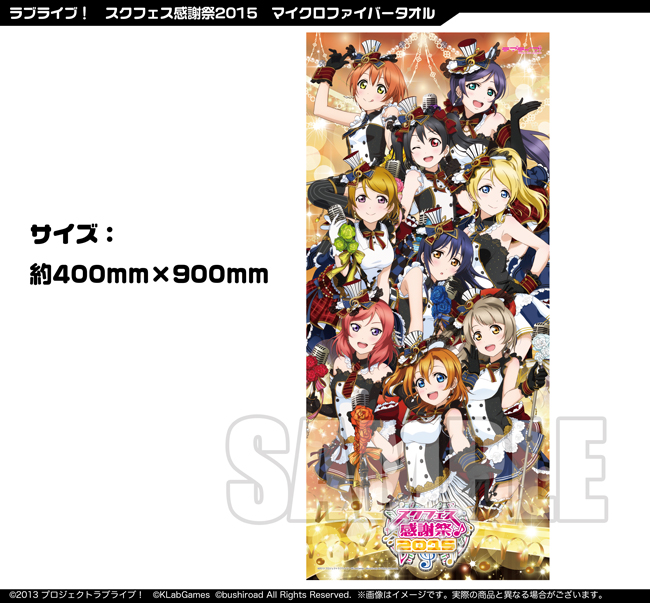 ラブライブ！　スクフェス感謝祭2015　マイクロファイバータオル
サイズ：
約400mm×900mm
SAMPLE
スクフェス
感謝祭♪
2015
©2013 プロジェクトラブライブ！　©KLabGames　©bushiroad All Rights Reserved.　※画像はイメージです。実際の商品と異なる場合がございます。